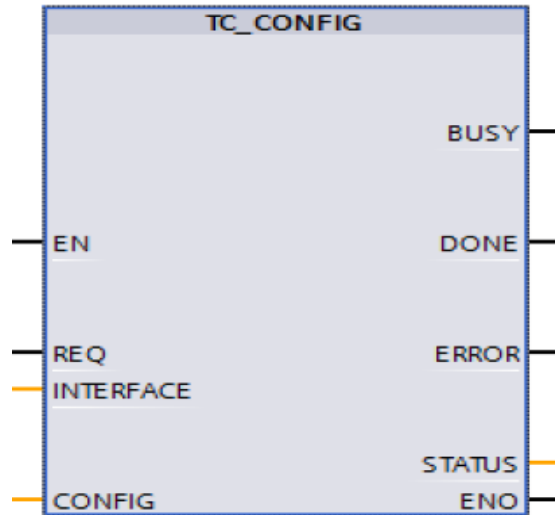 TC_CONFIG
BUSY
EN DONE
REQ ERROR
INTERFACE
STATUS
CONFIG ENO